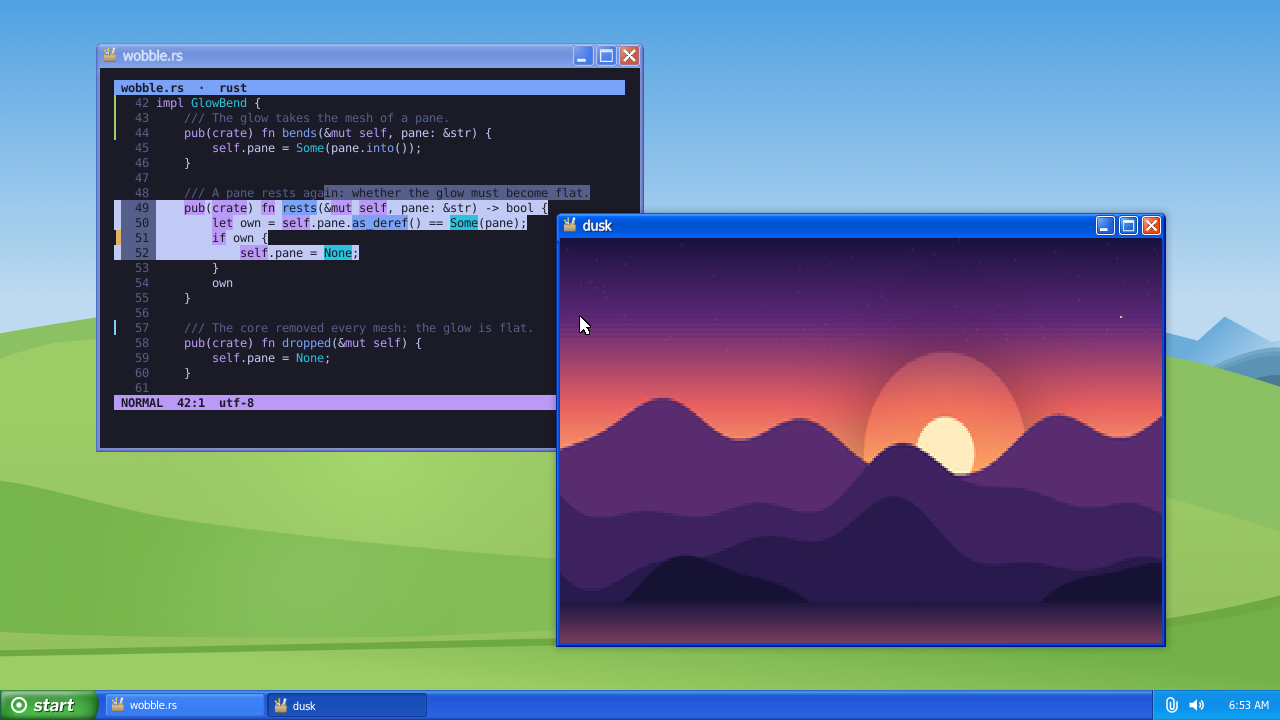 wobble.rs
wobble.rs · rust
42 impl GlowBend {
43 /// The glow takes the mesh of a pane.
44 pub(crate) fn bends(&mut self, pane: &str) {
45 self.pane = Some(pane.into());
46 }
47
48 /// A pane rests again: whether the glow must become flat.
49 pub(crate) fn rests(&mut self, pane: &str) -> bool {
50 let own = self.pane.as_deref() == Some(pane);
51 if own {
52 self.pane = None;
53 }
54 own
55 }
56
57 /// The core removed every mesh: the glow is flat.
58 pub(crate) fn dropped(&mut self) {
59 self.pane = None;
60 }
61
NORMAL 42:1 utf-8
dusk
start
wobble.rs
dusk
6:53 AM